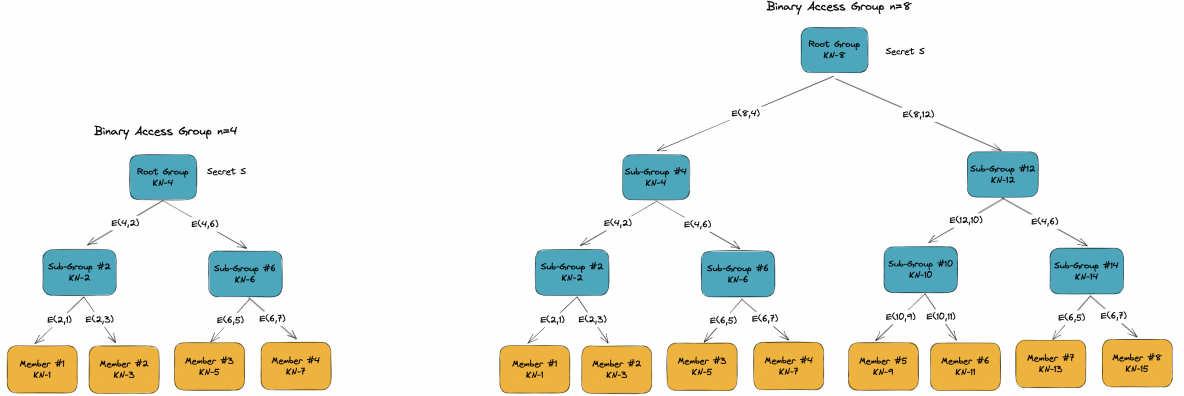 Binary Access Group n=8
Root Group
KN-8
Secret S
E(8,4)
E(8,12)
Binary Access Group n=4
Root Group
KN-4
Secret S
Sub-Group #4
KN-4
Sub-Group #12
KN-12
E(4,2)
E(4,6)
E(4,2)
E(4,6)
E(12,10)
E(4,6)
Sub-Group #2
KN-2
Sub-Group #6
KN-6
Sub-Group #2
KN-2
Sub-Group #6
KN-6
Sub-Group #10
KN-10
Sub-Group #14
KN-14
E(2,1)
E(2,3)
E(6,5)
E(6,7)
E(2,1)
E(2,3)
E(6,5)
E(6,7)
E(10,9)
E(10,11)
E(6,5)
E(6,7)
Member #1
KN-1
Member #2
KN-3
Member #3
KN-5
Member #4
KN-7
Member #1
KN-1
Member #2
KN-3
Member #3
KN-5
Member #4
KN-7
Member #5
KN-9
Member #6
KN-11
Member #7
KN-13
Member #8
KN-15